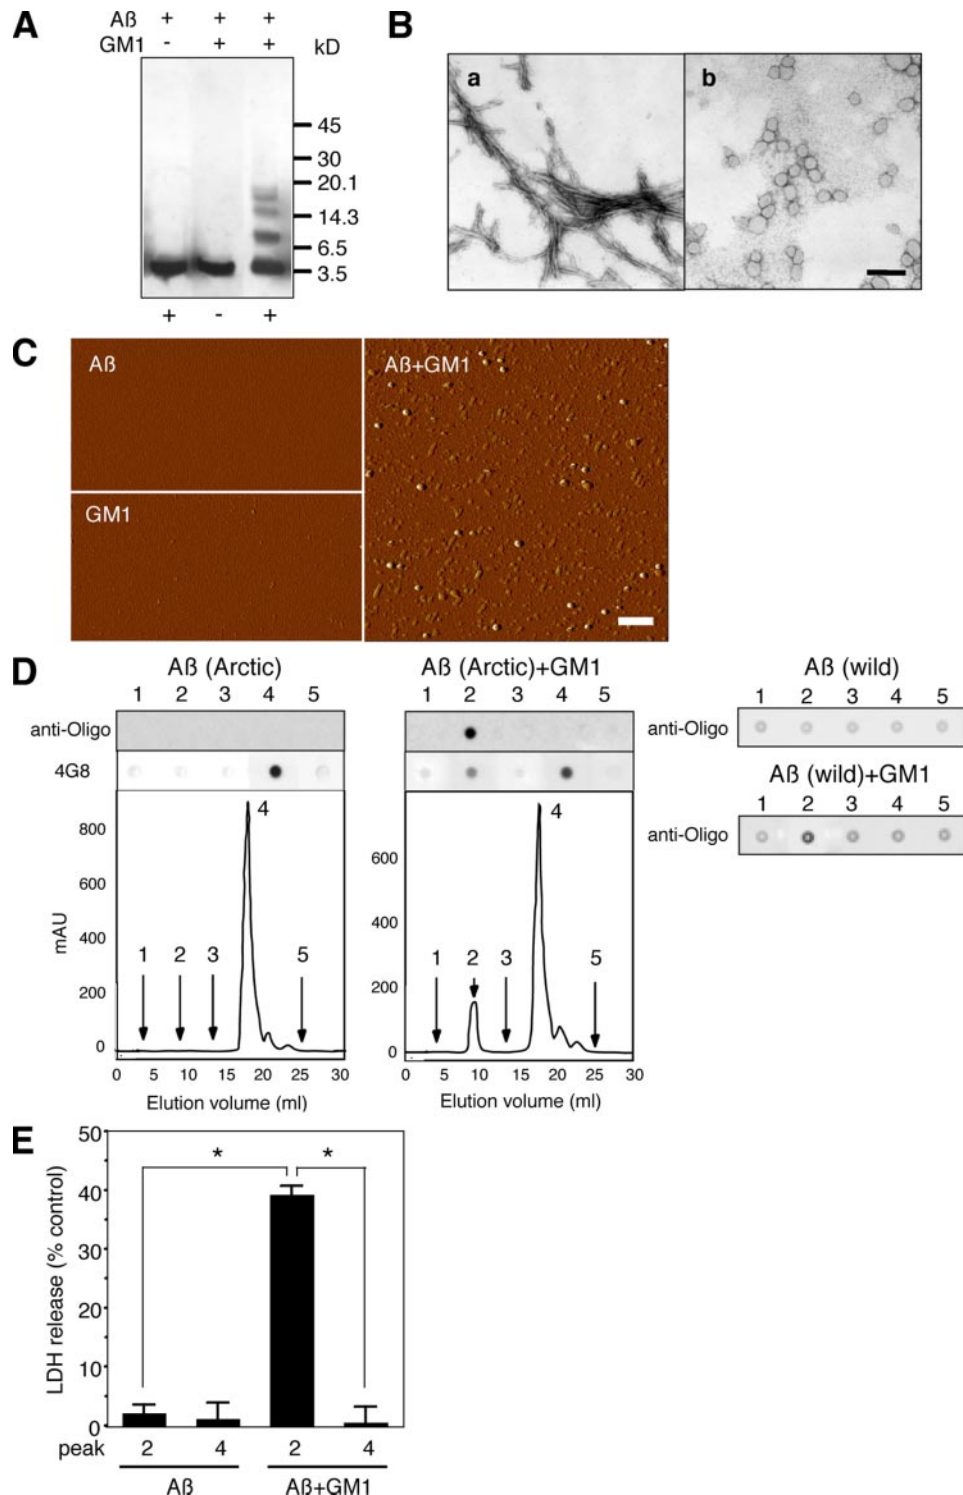 A
Aß + + +
GM1 - + + kD
45
30
20.1
14.3
6.5
3.5
+ - +
B
a b
C
Aß
Aß+GM1
GM1
D
Aß (Arctic)
1 2 3 4 5
anti-Oligo
4G8
4
800
600
400
200
0
mAU
1 2 3 5
0 5 10 15 20 25 30
Elution volume (ml)
Aß (Arctic)+GM1
1 2 3 4 5
4
600
400
200
0
1 2 3 5
0 5 10 15 20 25 30
Elution volume (ml)
Aß (wild)
1 2 3 4 5
anti-Oligo
Aß (wild)+GM1
1 2 3 4 5
anti-Oligo
E
50
40
30
20
10
0
LDH release (% control)
* *
peak 2 4 2 4
Aß Aß+GM1